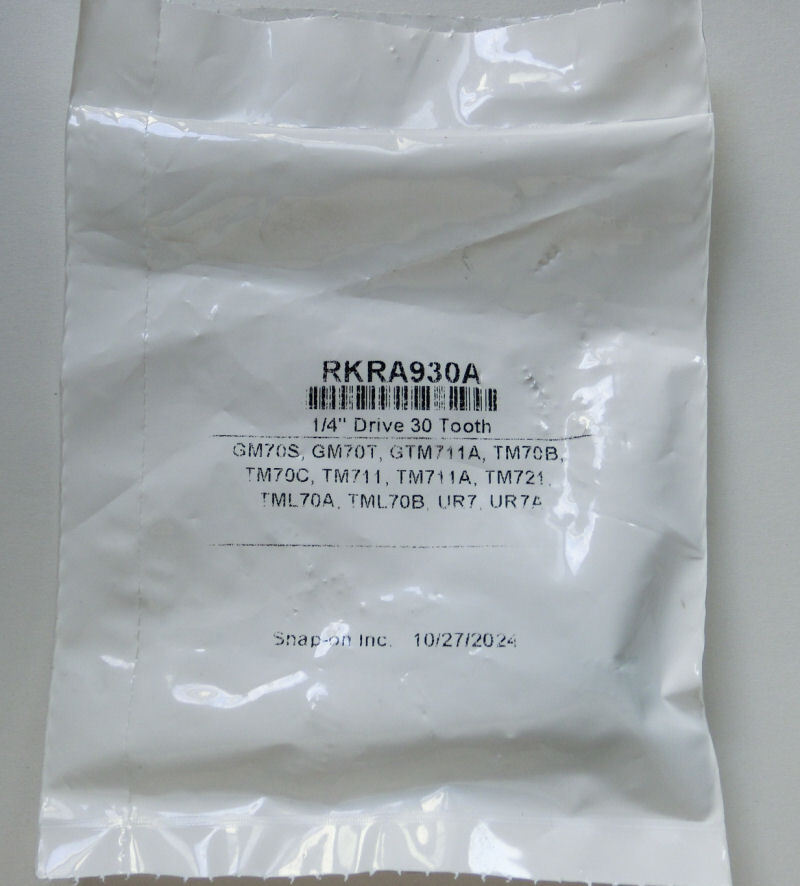 RKRA930A
1/4" Drive 30 Tooth
GM70S, GM70T, GTM711A, TM70B,
TM70C, TM711, TM711A, TM721,
TML70A, TML70B, UR7, UR7A
Snap-on Inc. 10/27/2024